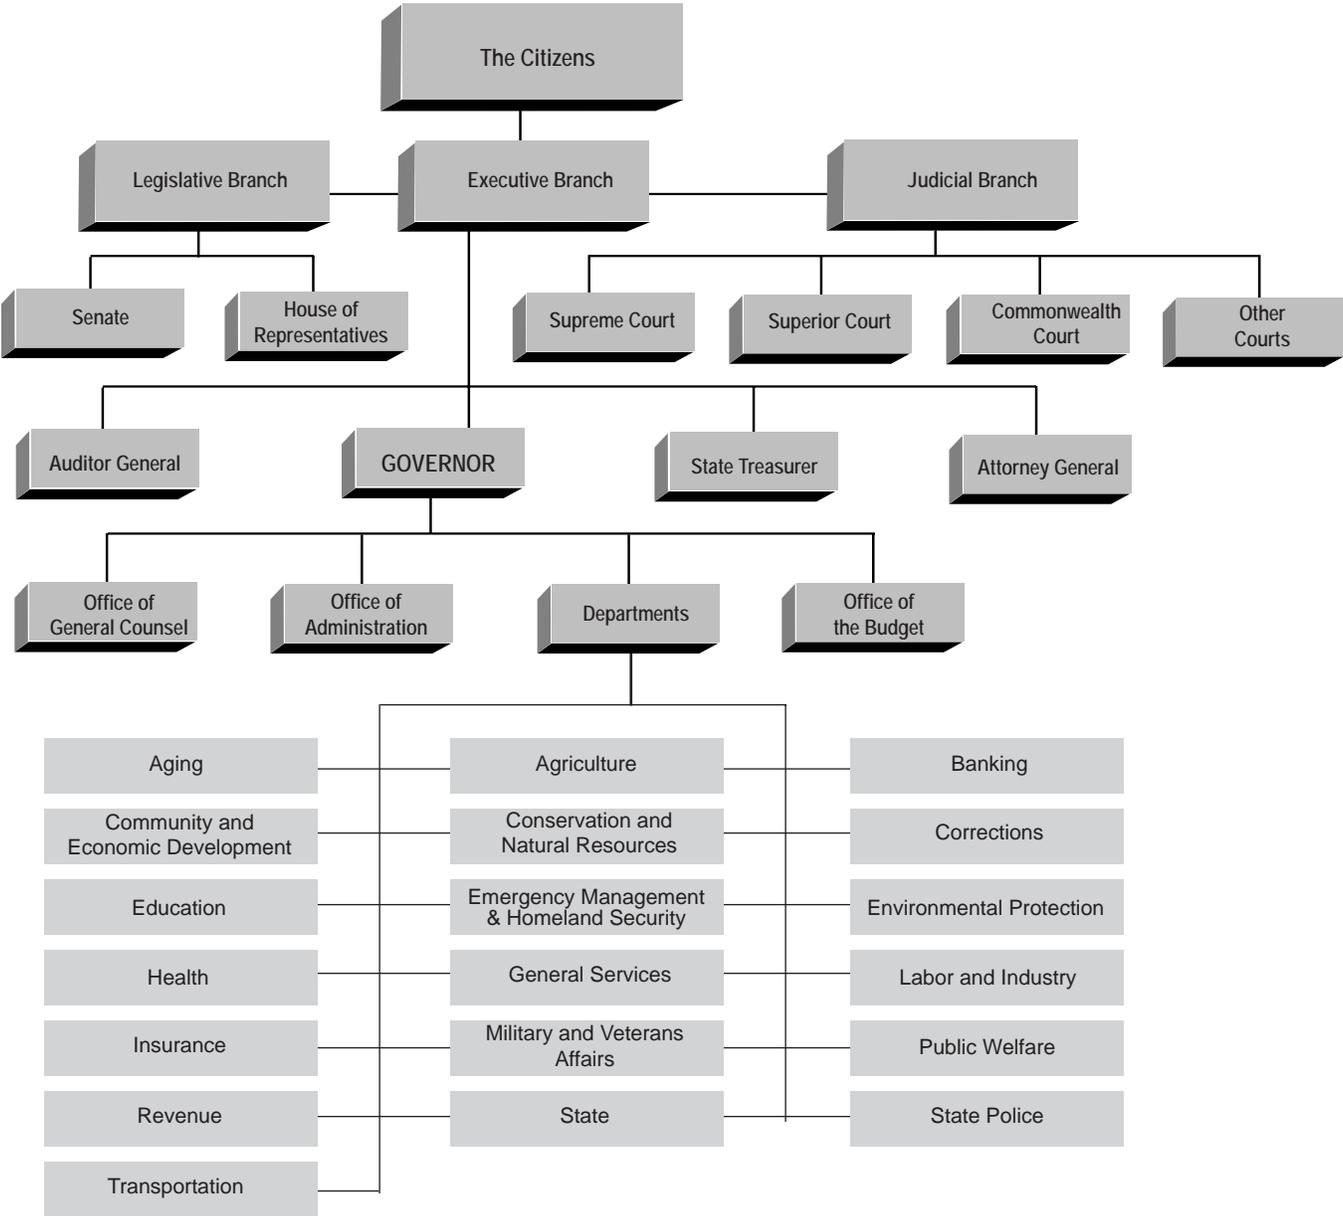 The Citizens
Legislative Branch
Executive Branch
Judicial Branch
Senate
House of
Representatives
Supreme Court
Superior Court
Commonwealth
Court
Other
Courts
Auditor General
GOVERNOR
State Treasurer
Attorney General
Office of
General Counsel
Office of
Administration
Departments
Office of
the Budget
Aging
Agriculture
Banking
Community and
Economic Development
Conservation and
Natural Resources
Corrections
Education
Emergency Management
& Homeland Security
Environmental Protection
Health
General Services
Labor and Industry
Insurance
Military and Veterans
Affairs
Public Welfare
Revenue
State
State Police
Transportation